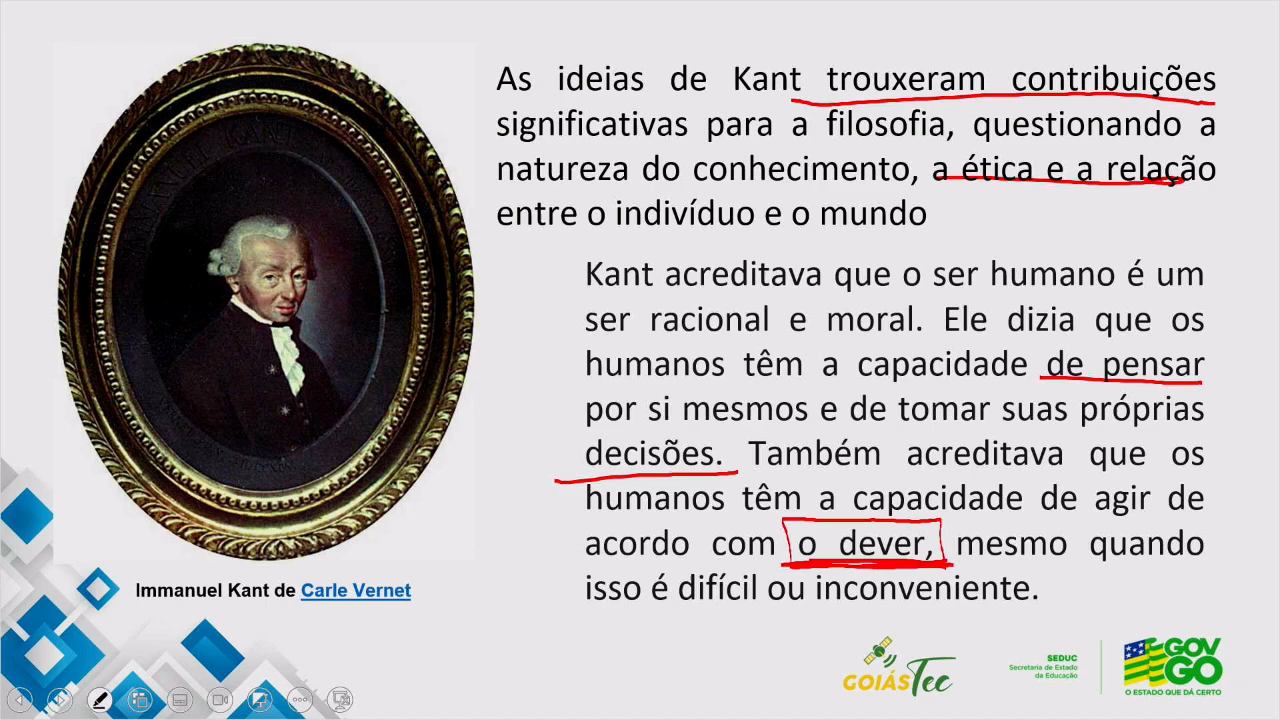 As ideias de Kant trouxeram contribuições
significativas para a filosofia, questionando a
natureza do conhecimento, a ética e a relação
entre o indivíduo e o mundo
Kant acreditava que o ser humano é um
ser racional e moral. Ele dizia que os
humanos têm a capacidade de pensar
por si mesmos e de tomar suas próprias
decisões. Também acreditava que os
humanos têm a capacidade de agir de
acordo com o dever, mesmo quando
isso é difícil ou inconveniente.
Immanuel Kant de Carle Vernet
GOIÁSTec
SEDUC
Secretaria de Estado
da Educação
GOV
GO
O ESTADO QUE DÁ CERTO